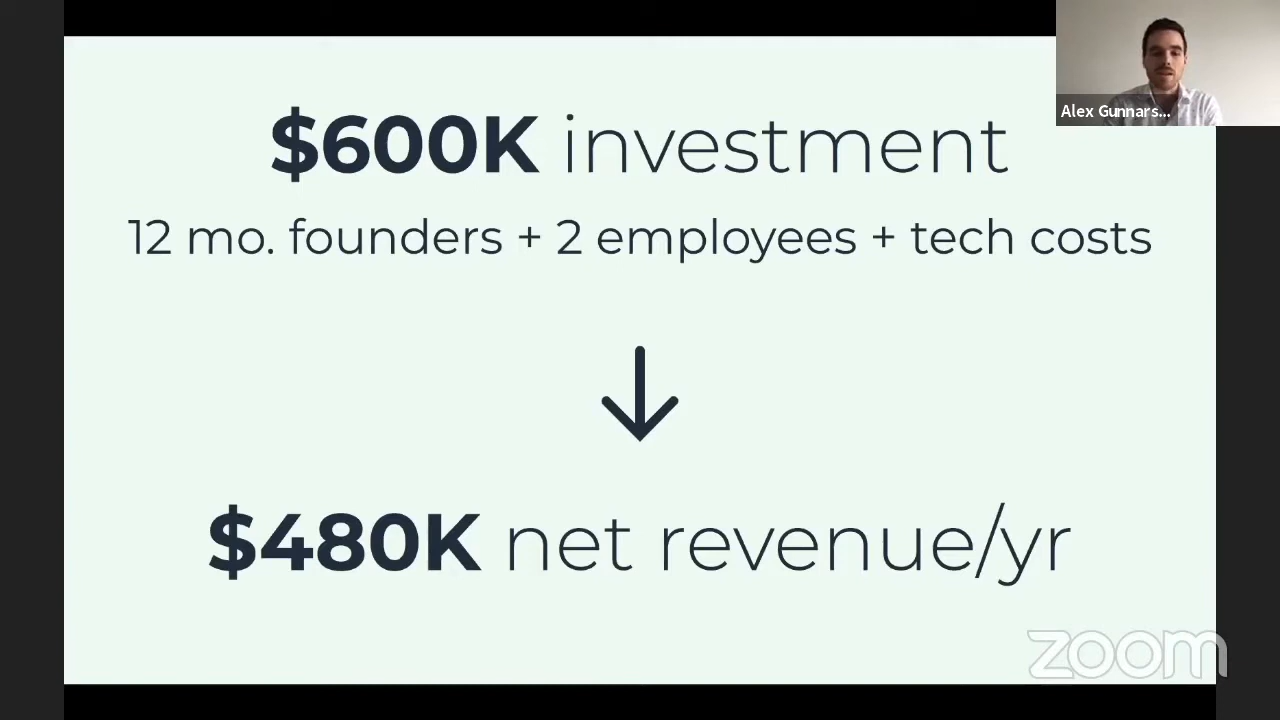 Alex Gunnars...
$600K investment
12 mo. founders + 2 employees + tech costs
$480K net revenue/yr
zoom